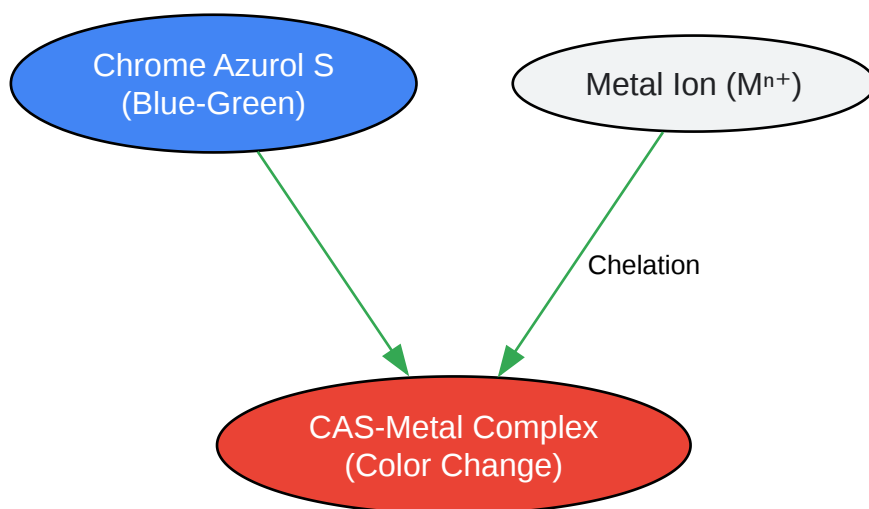 Chrome Azurol S
(Blue-Green)
Metal Ion (Mⁿ⁺)
Chelation
CAS-Metal Complex
(Color Change)